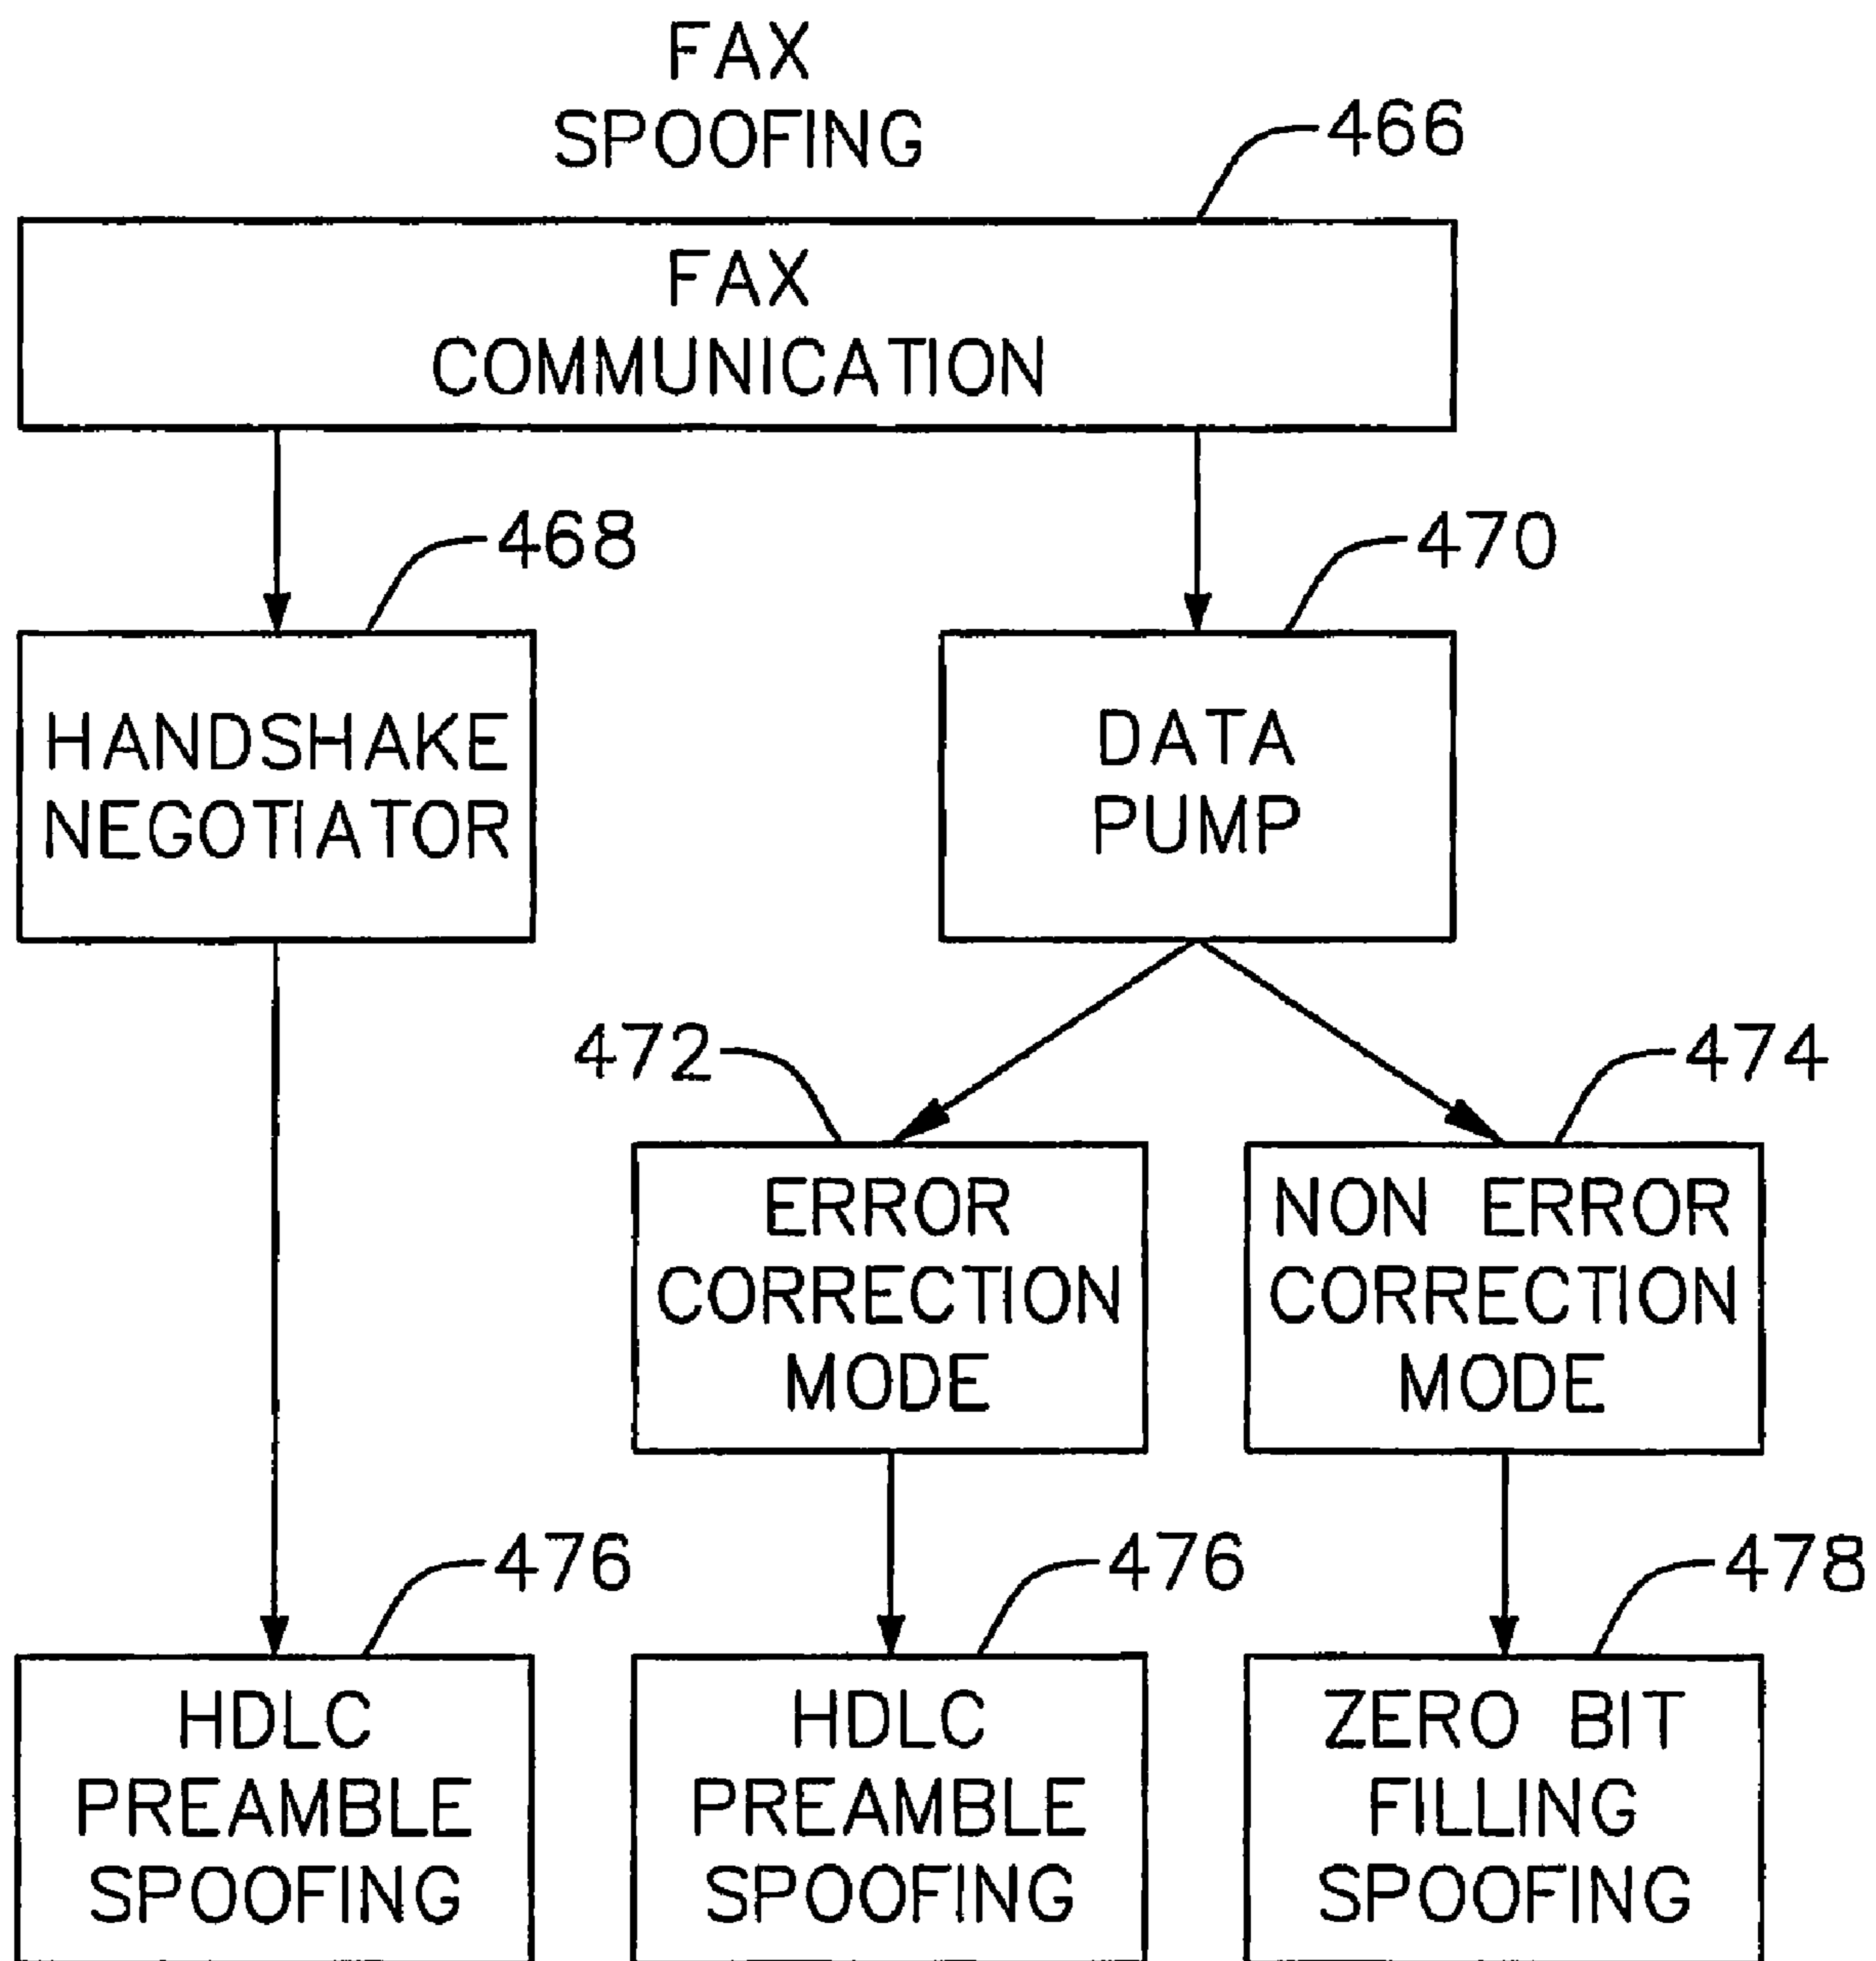 FAX
SPOOFING
466
FAX
COMMUNICATION
468
470
HANDSHAKE
NEGOTIATOR
DATA
PUMP
472
474
ERROR
CORRECTION
MODE
NON ERROR
CORRECTION
MODE
476
476
478
HDLC
PREAMBLE
SPOOFING
HDLC
PREAMBLE
SPOOFING
ZERO BIT
FILLING
SPOOFING